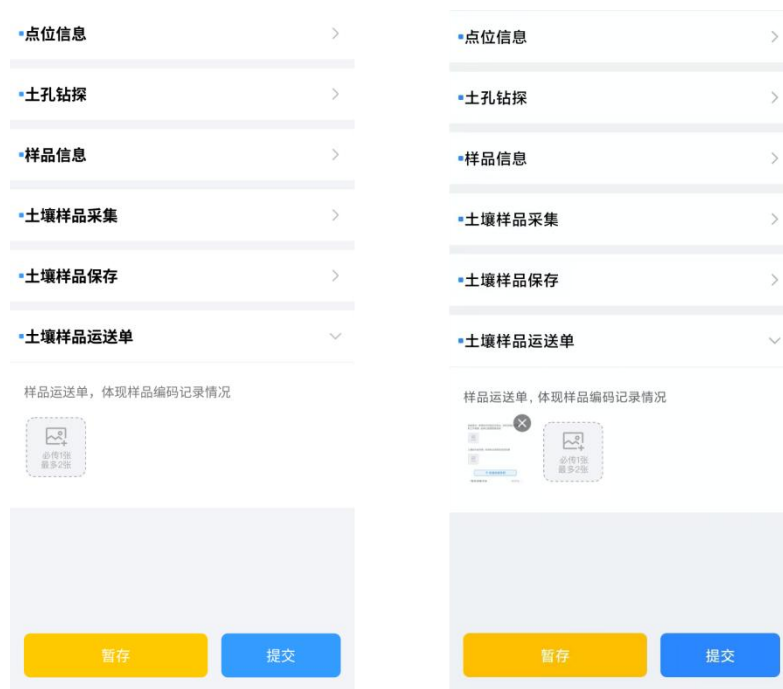 点位信息
土孔钻探
样品信息
土壤样品采集
土壤样品保存
土壤样品运送单
样品运送单，体现样品编码记录情况
必传1张
最多2张
暂存
提交
点位信息
土孔钻探
样品信息
土壤样品采集
土壤样品保存
土壤样品运送单
样品运送单，体现样品编码记录情况
必传1张
最多2张
暂存
提交